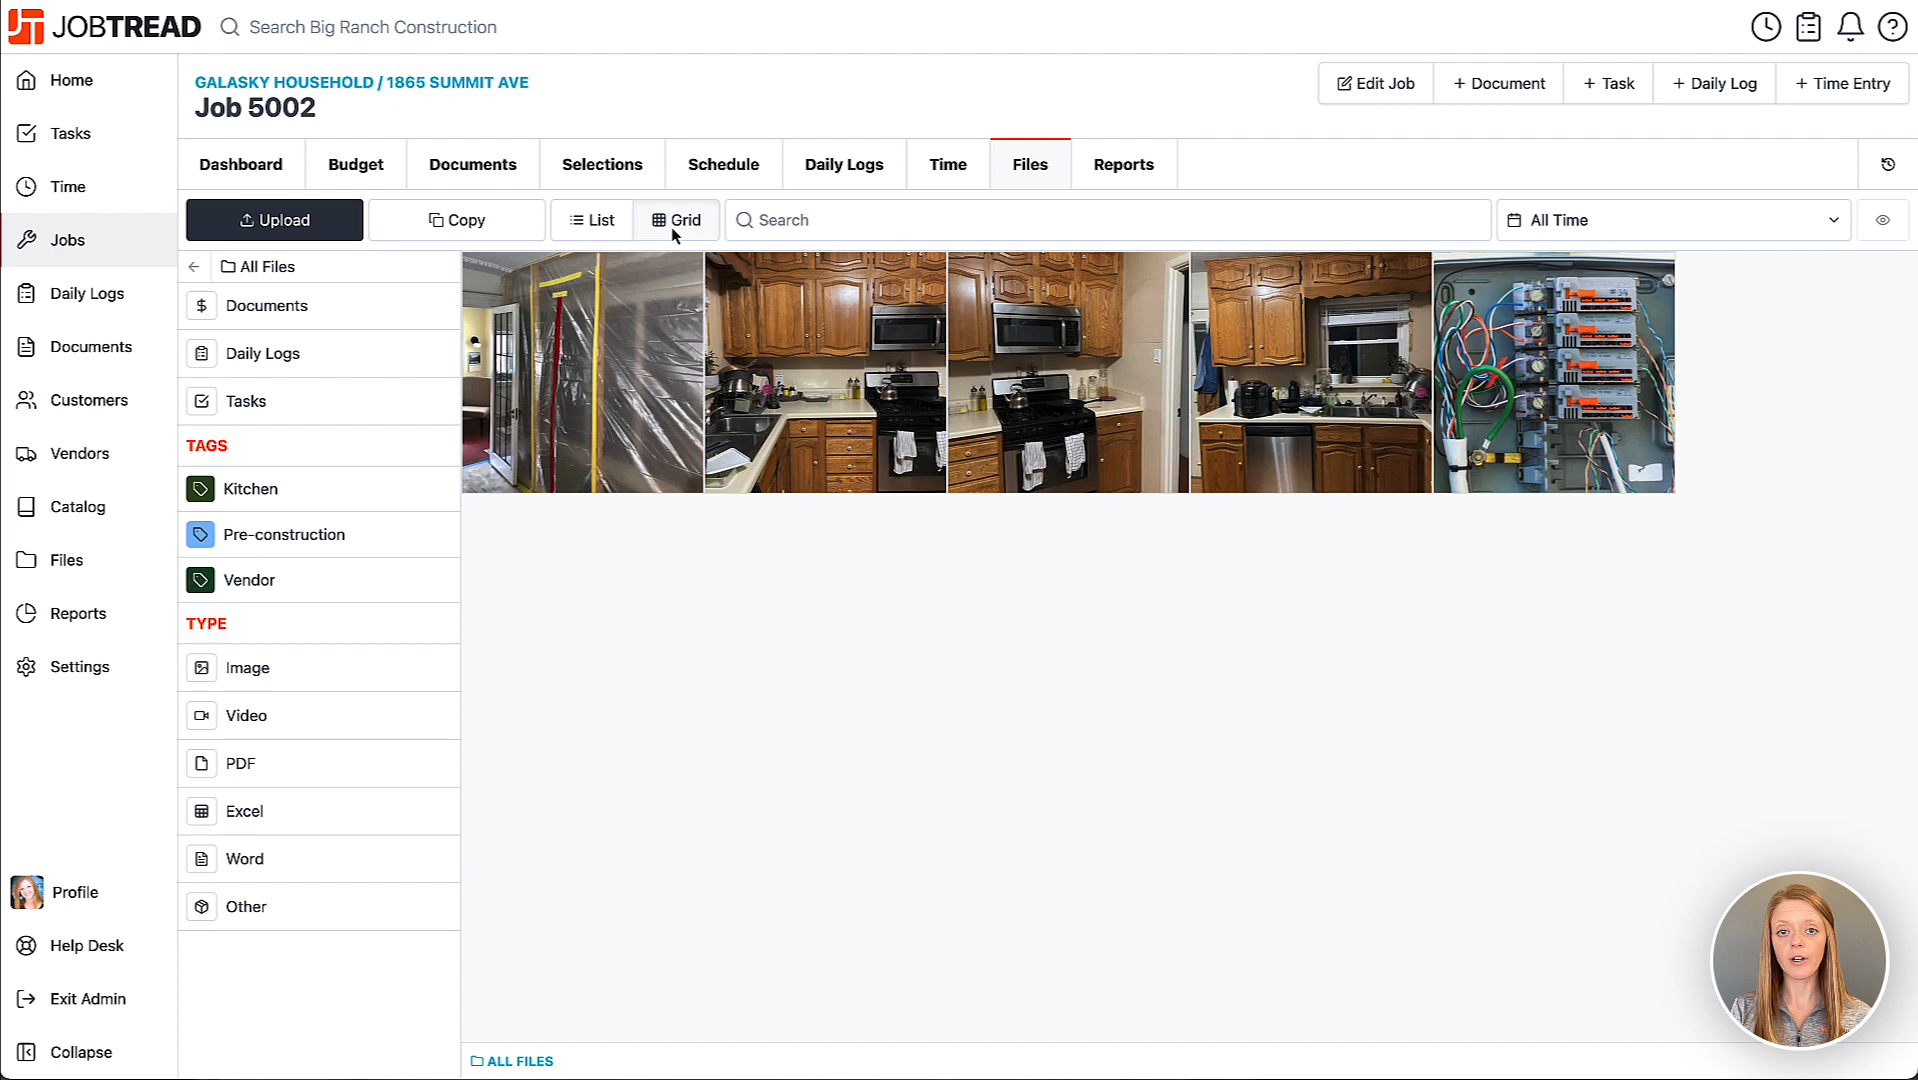 JOBTREAD
Search Big Ranch Construction
Home
Tasks
Time
Jobs
Daily Logs
Documents
Customers
Vendors
Catalog
Files
Reports
Settings
Profile
Help Desk
Exit Admin
Collapse
GALASKY HOUSEHOLD / 1865 SUMMIT AVE
Job 5002
Edit Job
+ Document
+ Task
+ Daily Log
+ Time Entry
Dashboard
Budget
Documents
Selections
Schedule
Daily Logs
Time
Files
Reports
Upload
Copy
List
Grid
Search
All Time
All Files
Documents
Daily Logs
Tasks
TAGS
Kitchen
Pre-construction
Vendor
TYPE
Image
Video
PDF
Excel
Word
Other
ALL FILES